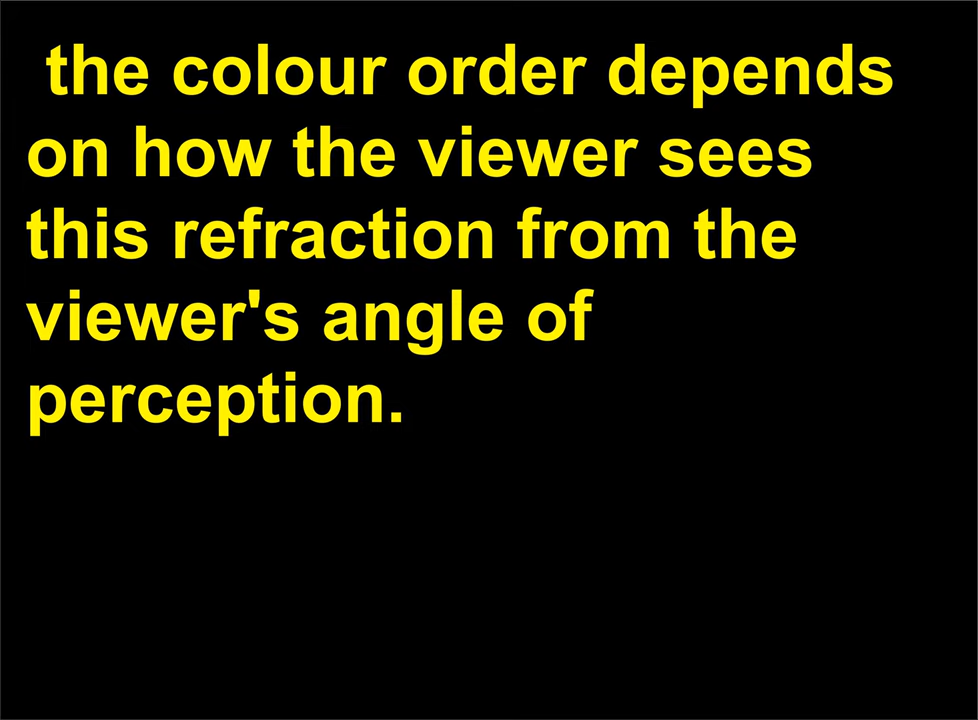 the colour order depends
on how the viewer sees
this refraction from the
viewer's angle of
perception.